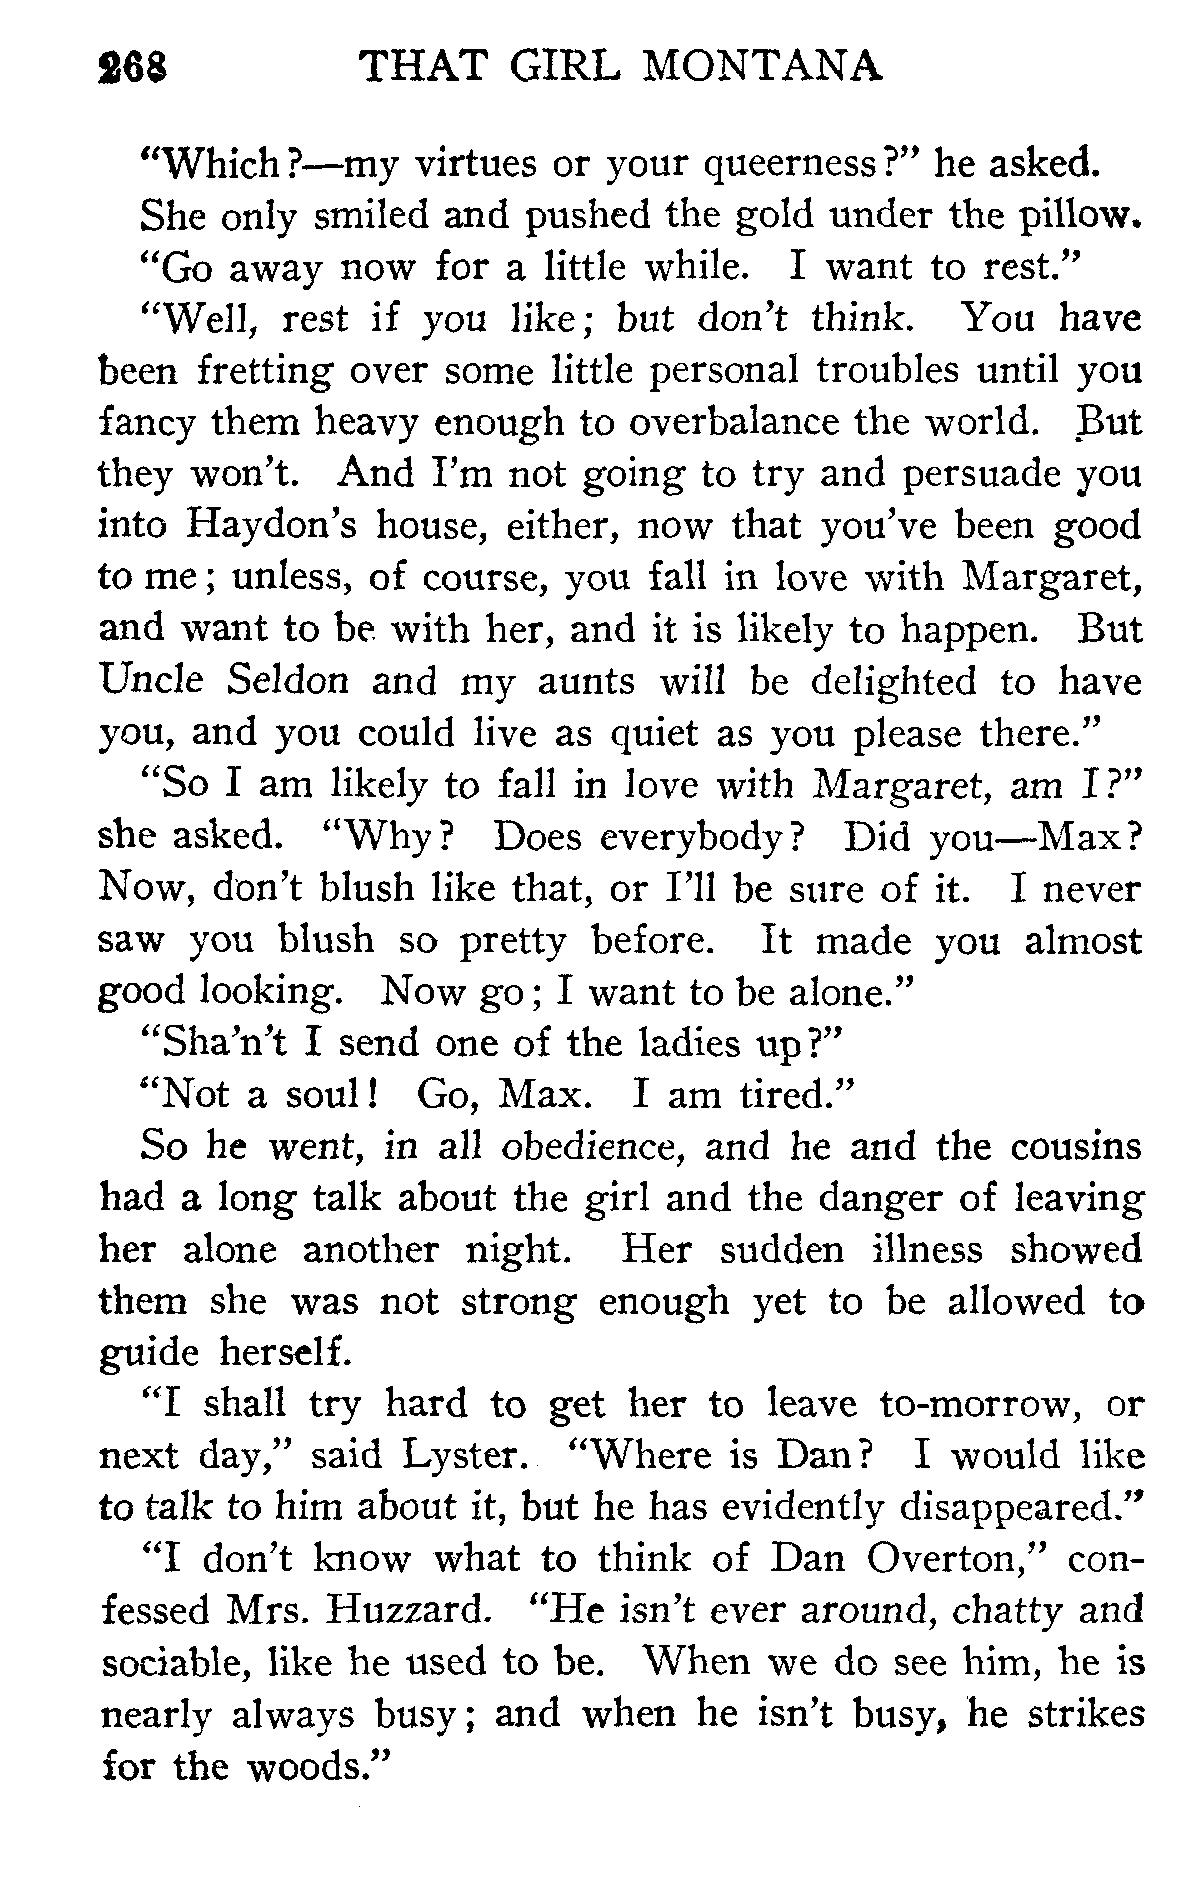 268 THAT GIRL MONTANA
“Which?—my virtues or your queerness?” he asked.
She only smiled and pushed the gold under the pillow.
“Go away now for a little while. I want to rest.”
“Well, rest if you like; but don’t think. You have
been fretting over some little personal troubles until you
fancy them heavy enough to overbalance the world. But
they won’t. And I’m not going to try and persuade you
into Haydon’s house, either, now that you’ve been good
to me; unless, of course, you fall in love with Margaret,
and want to be with her, and it is likely to happen. But
Uncle Seldon and my aunts will be delighted to have
you, and you could live as quiet as you please there.”
“So I am likely to fall in love with Margaret, am I?”
she asked. “Why? Does everybody? Did you—Max?
Now, don’t blush like that, or I’ll be sure of it. I never
saw you blush so pretty before. It made you almost
good looking. Now go; I want to be alone.”
“Sha’n’t I send one of the ladies up?”
“Not a soul! Go, Max. I am tired.”
So he went, in all obedience, and he and the cousins
had a long talk about the girl and the danger of leaving
her alone another night. Her sudden illness showed
them she was not strong enough yet to be allowed to
guide herself.
“I shall try hard to get her to leave to-morrow, or
next day,” said Lyster. “Where is Dan? I would like
to talk to him about it, but he has evidently disappeared.”
“I don’t know what to think of Dan Overton,” con-
fessed Mrs. Huzzard. “He isn’t ever around, chatty and
sociable, like he used to be. When we do see him, he is
nearly always busy; and when he isn’t busy, he strikes
for the woods.”